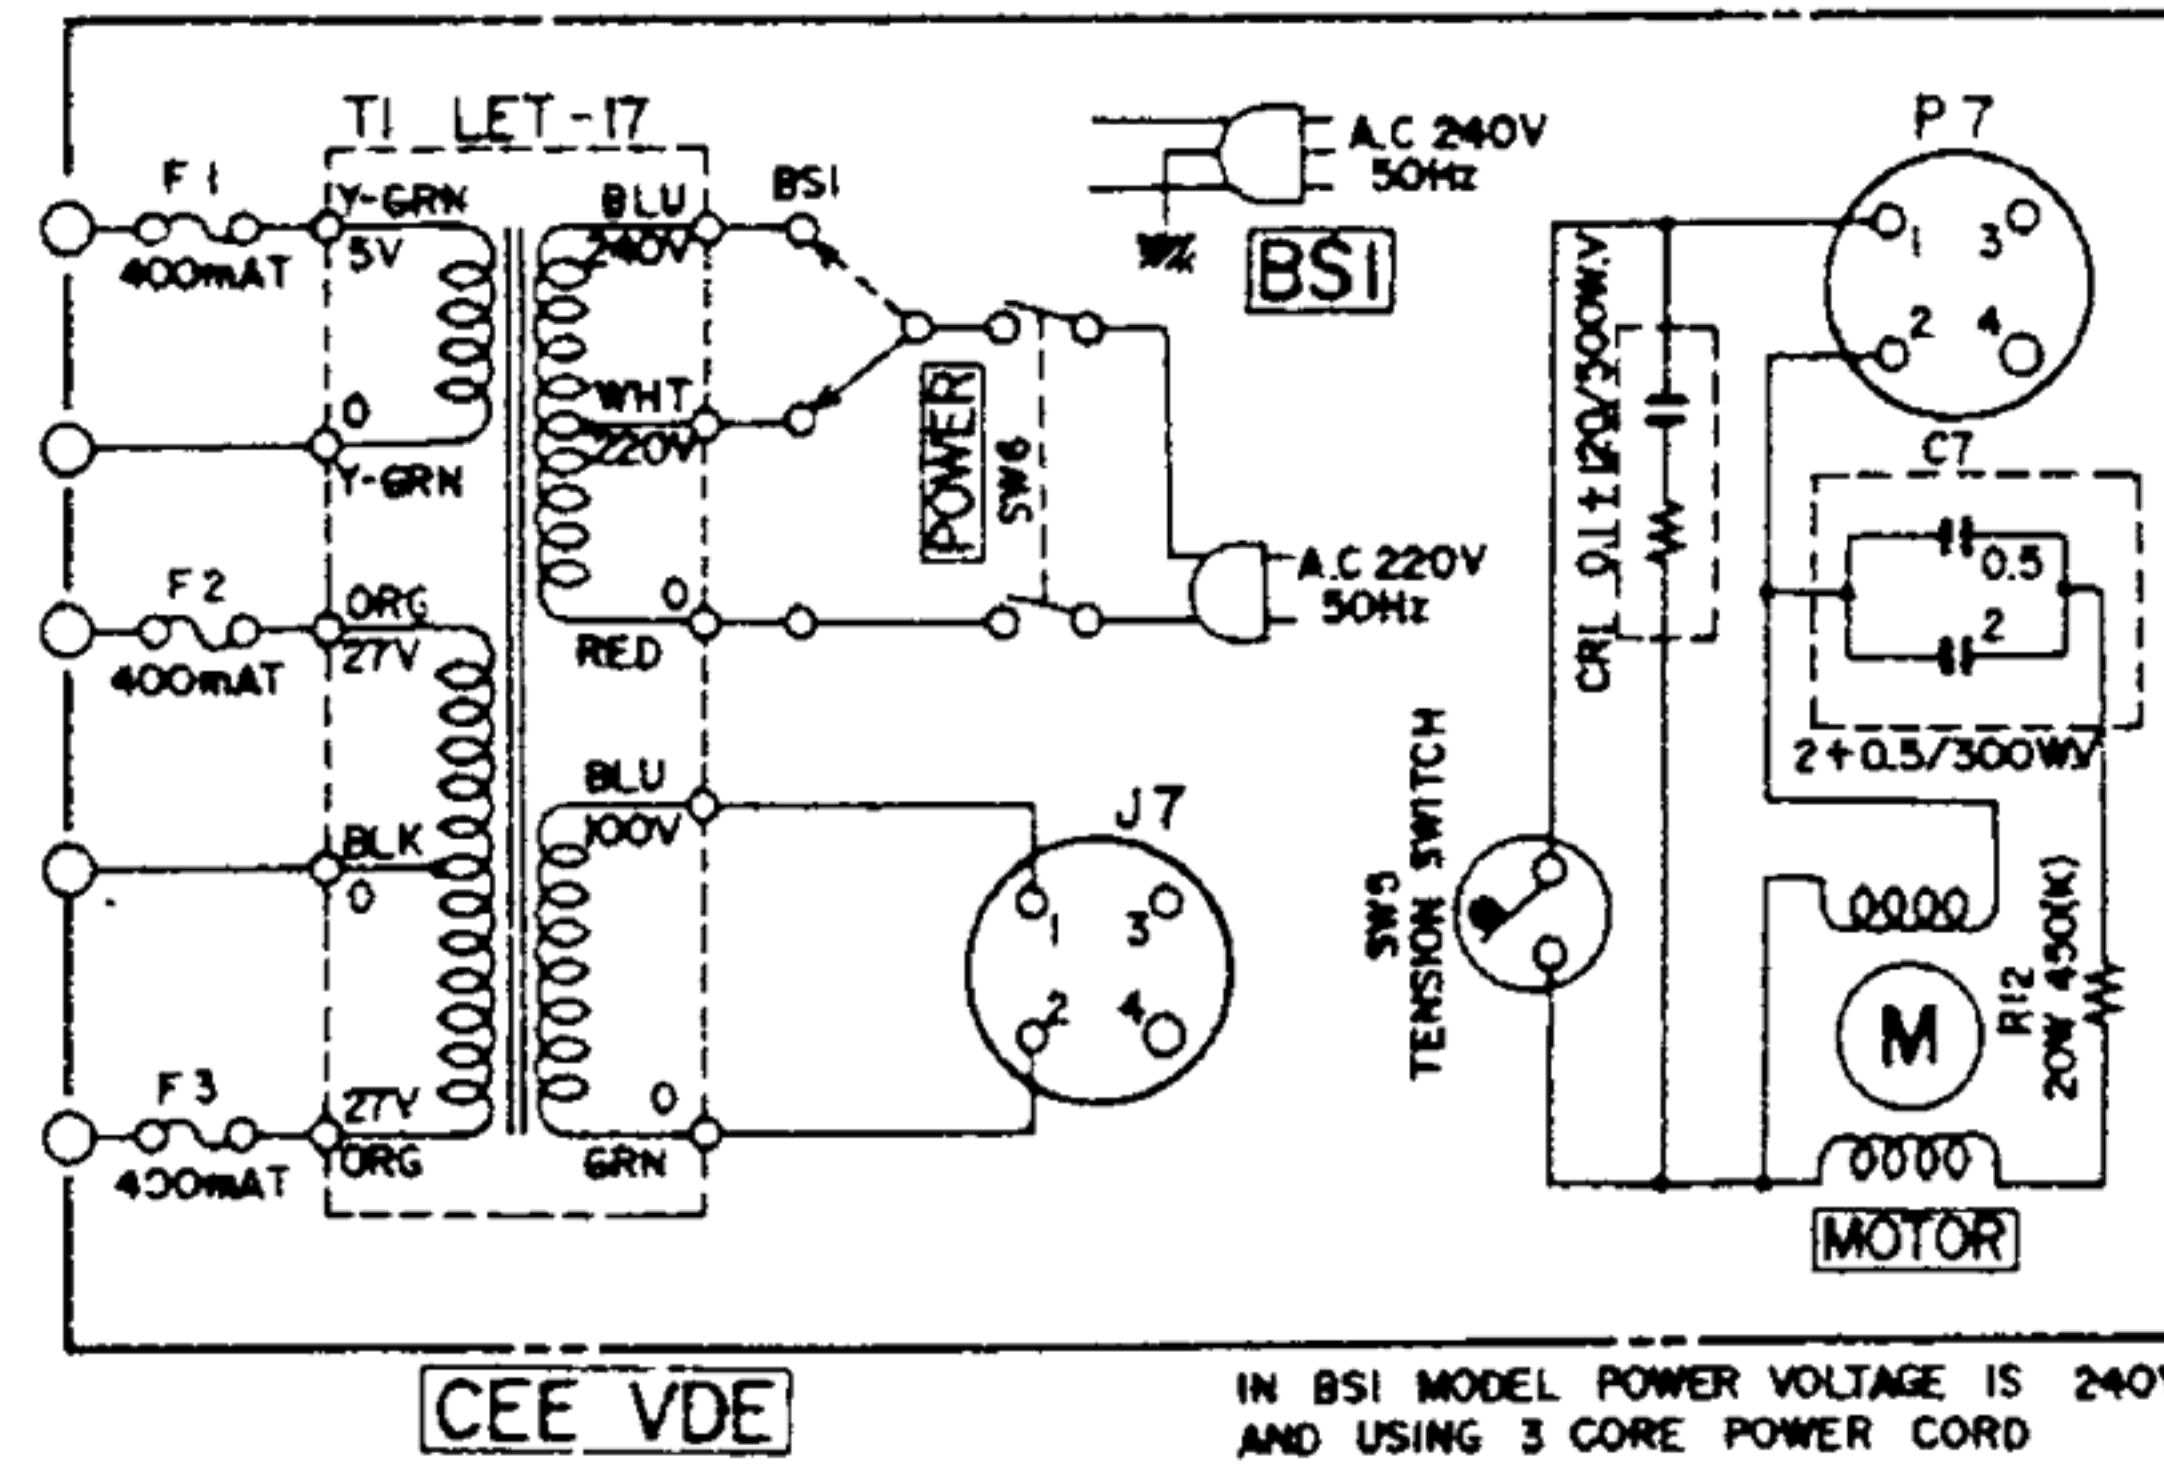 T1 LET-17
F1
400mAT
Y-GRN
5V
0
Y-GRN
F2
400mAT
ORG
27V
BLK
0
F3
400mAT
27V
ORG
BLU
240V
WHT
220V
0
RED
BLU
100V
0
GRN
BSI
POWER
SW6
A.C 240V
50Hz
BSI
A.C 220V
50Hz
J7
1
2
3
4
SW5
TENSION SWITCH
CR1 0.1+120/300W.V
P7
1
2
3
4
C7
0.5
2
2+0.5/300W.V
R12
20W 450(K)
M
MOTOR
CEE VDE
IN BSI MODEL POWER VOLTAGE IS 240V
AND USING 3 CORE POWER CORD